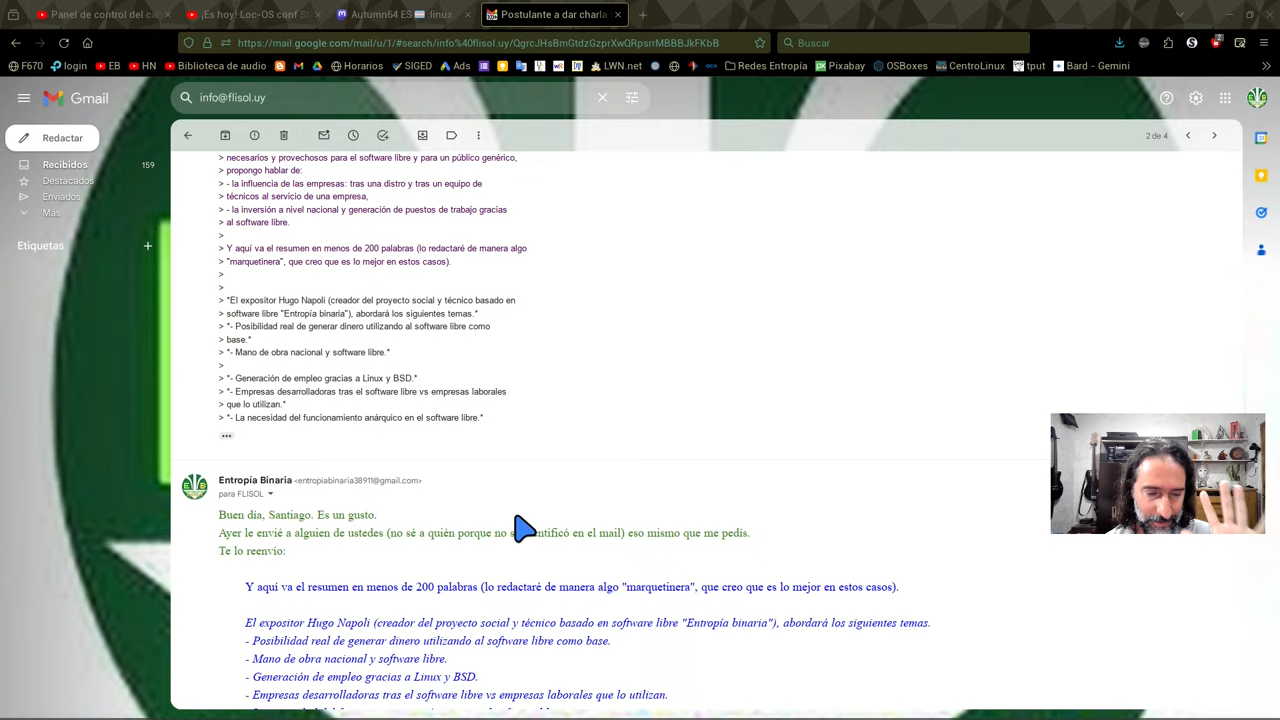 Panel de control del ca
¡Es hoy! Loc-OS conf S
Autumn64 ES :linux:
Postulante a dar charla
https://mail.google.com/mail/u/1/#search/info%40flisol.uy/QgrcJHsBmGtdzGzprXwQRpsrrMBBBJkFKbB
Buscar
F670 login EB HN Biblioteca de audio Horarios SIGED Ads LWN.net Redes Entropía Pixabay OSBoxes CentroLinux tput Bard - Gemini
Gmail
info@flisol.uy
Redactar
2 de 4
Recibidos 159
Destacados
Enviados
Más
Etiquetas
> necesarios y provechosos para el software libre y para un público genérico,
> propongo hablar de:
> - la influencia de las empresas: tras una distro y tras un equipo de
> técnicos al servicio de una empresa,
> - la inversión a nivel nacional y generación de puestos de trabajo gracias
> al software libre.
>
> Y aquí va el resumen en menos de 200 palabras (lo redactaré de manera algo
> "marquetinera", que creo que es lo mejor en estos casos).
>
>
> *El expositor Hugo Napoli (creador del proyecto social y técnico basado en
> software libre "Entropía binaria"), abordará los siguientes temas.*
> *- Posibilidad real de generar dinero utilizando al software libre como
> base.*
> *- Mano de obra nacional y software libre.*
>
> *- Generación de empleo gracias a Linux y BSD.*
> *- Empresas desarrolladoras tras el software libre vs empresas laborales
> que lo utilizan.*
> *- La necesidad del funcionamiento anárquico en el software libre.*
Entropía Binaria <entropiabinaria38911@gmail.com>
para FLISOL
Buen día, Santiago. Es un gusto.
Ayer le envié a alguien de ustedes (no sé a quién porque no s entificó en el mail) eso mismo que me pedís.
Te lo reenvío:
Y aquí va el resumen en menos de 200 palabras (lo redactaré de manera algo "marquetinera", que creo que es lo mejor en estos casos).
El expositor Hugo Napoli (creador del proyecto social y técnico basado en software libre "Entropía binaria"), abordará los siguientes temas.
- Posibilidad real de generar dinero utilizando al software libre como base.
- Mano de obra nacional y software libre.
- Generación de empleo gracias a Linux y BSD.
- Empresas desarrolladoras tras el software libre vs empresas laborales que lo utilizan.